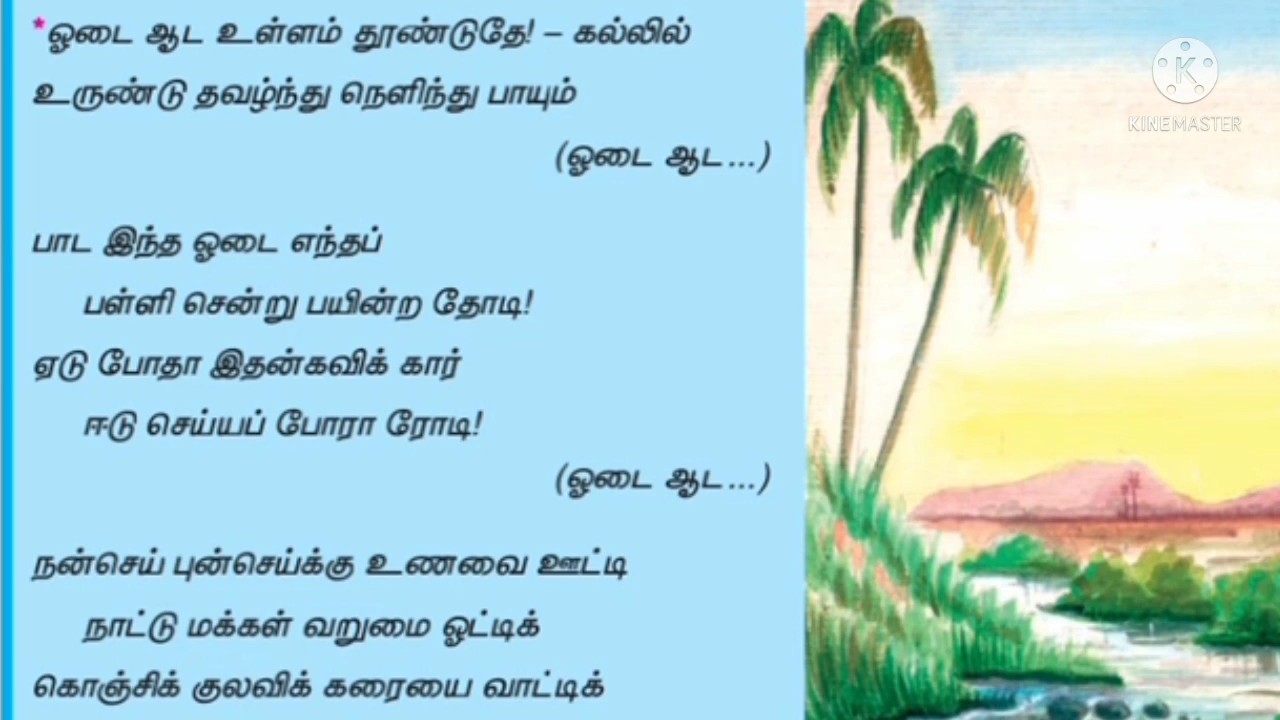 *ஓடை ஆட உள்ளம் தூண்டுதே! – கல்லில்
உருண்டு தவழ்ந்து நெளிந்து பாயும்
(ஓடை ஆட...)
பாட இந்த ஓடை எந்தப்
பள்ளி சென்று பயின்ற தோடி!
ஏடு போதா இதன்கவிக் கார்
ஈடு செய்யப் போரா ரோடி!
(ஓடை ஆட...)
நன்செய் புன்செய்க்கு உணவை ஊட்டி
நாட்டு மக்கள் வறுமை ஓட்டிக்
கொஞ்சிக் குலவிக் கரையை வாட்டிக்
K
KINEMASTER